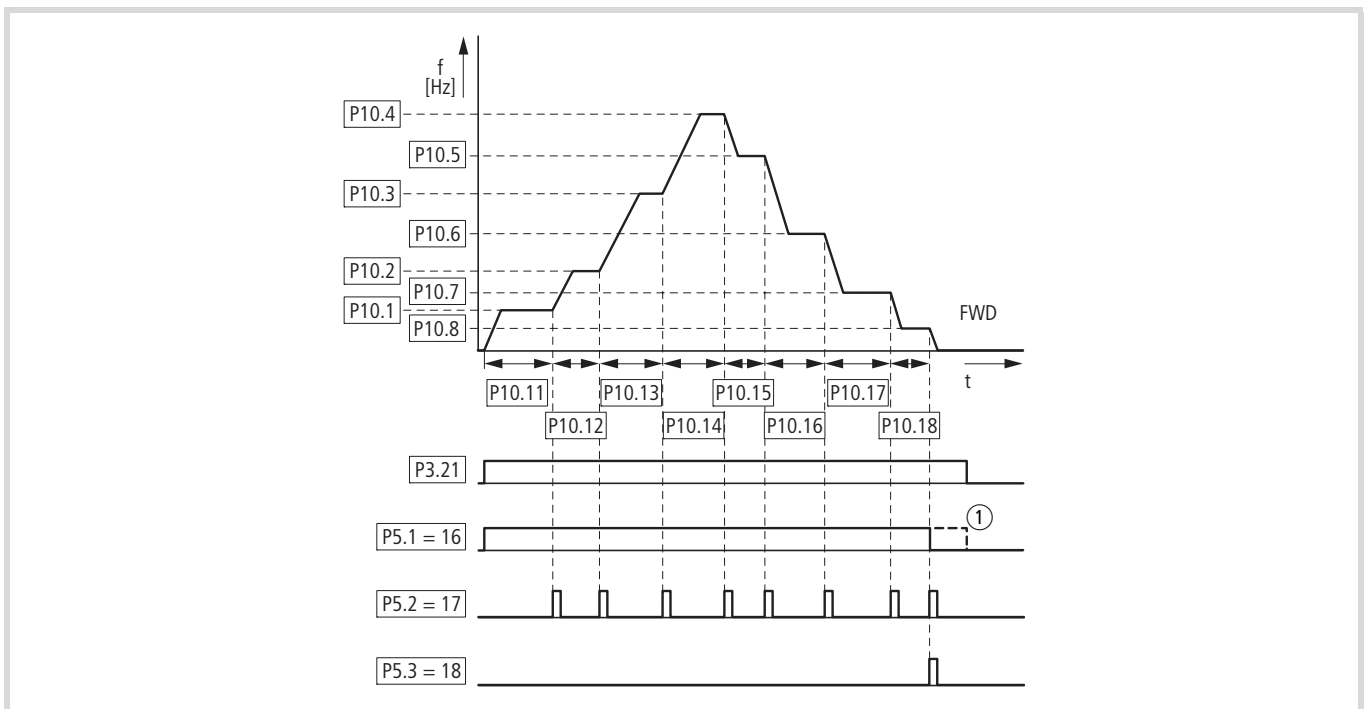 f
[Hz]
P10.4
P10.5
P10.3
P10.6
P10.2
P10.7
P10.1
P10.8
FWD
t
P10.11
P10.13
P10.15
P10.17
P10.12
P10.14
P10.16
P10.18
P3.21
①
P5.1 = 16
P5.2 = 17
P5.3 = 18